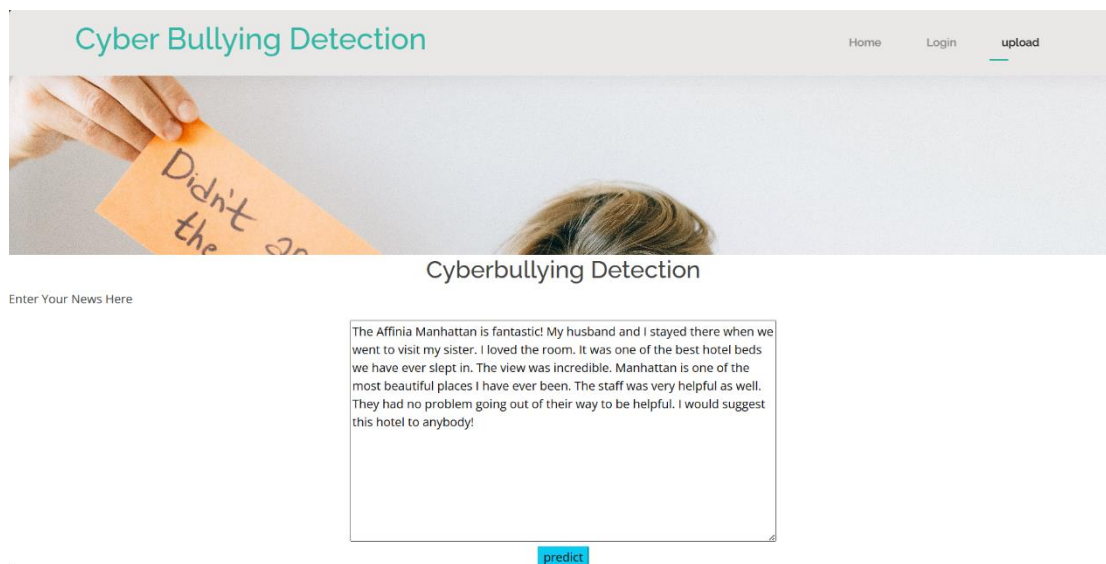 Cyber Bullying Detection
Home Login upload
Didn't
the
Cyberbullying Detection
Enter Your News Here
The Affinia Manhattan is fantastic! My husband and I stayed there when we
went to visit my sister. I loved the room. It was one of the best hotel beds
we have ever slept in. The view was incredible. Manhattan is one of the
most beautiful places I have ever been. The staff was very helpful as well.
They had no problem going out of their way to be helpful. I would suggest
this hotel to anybody!
predict